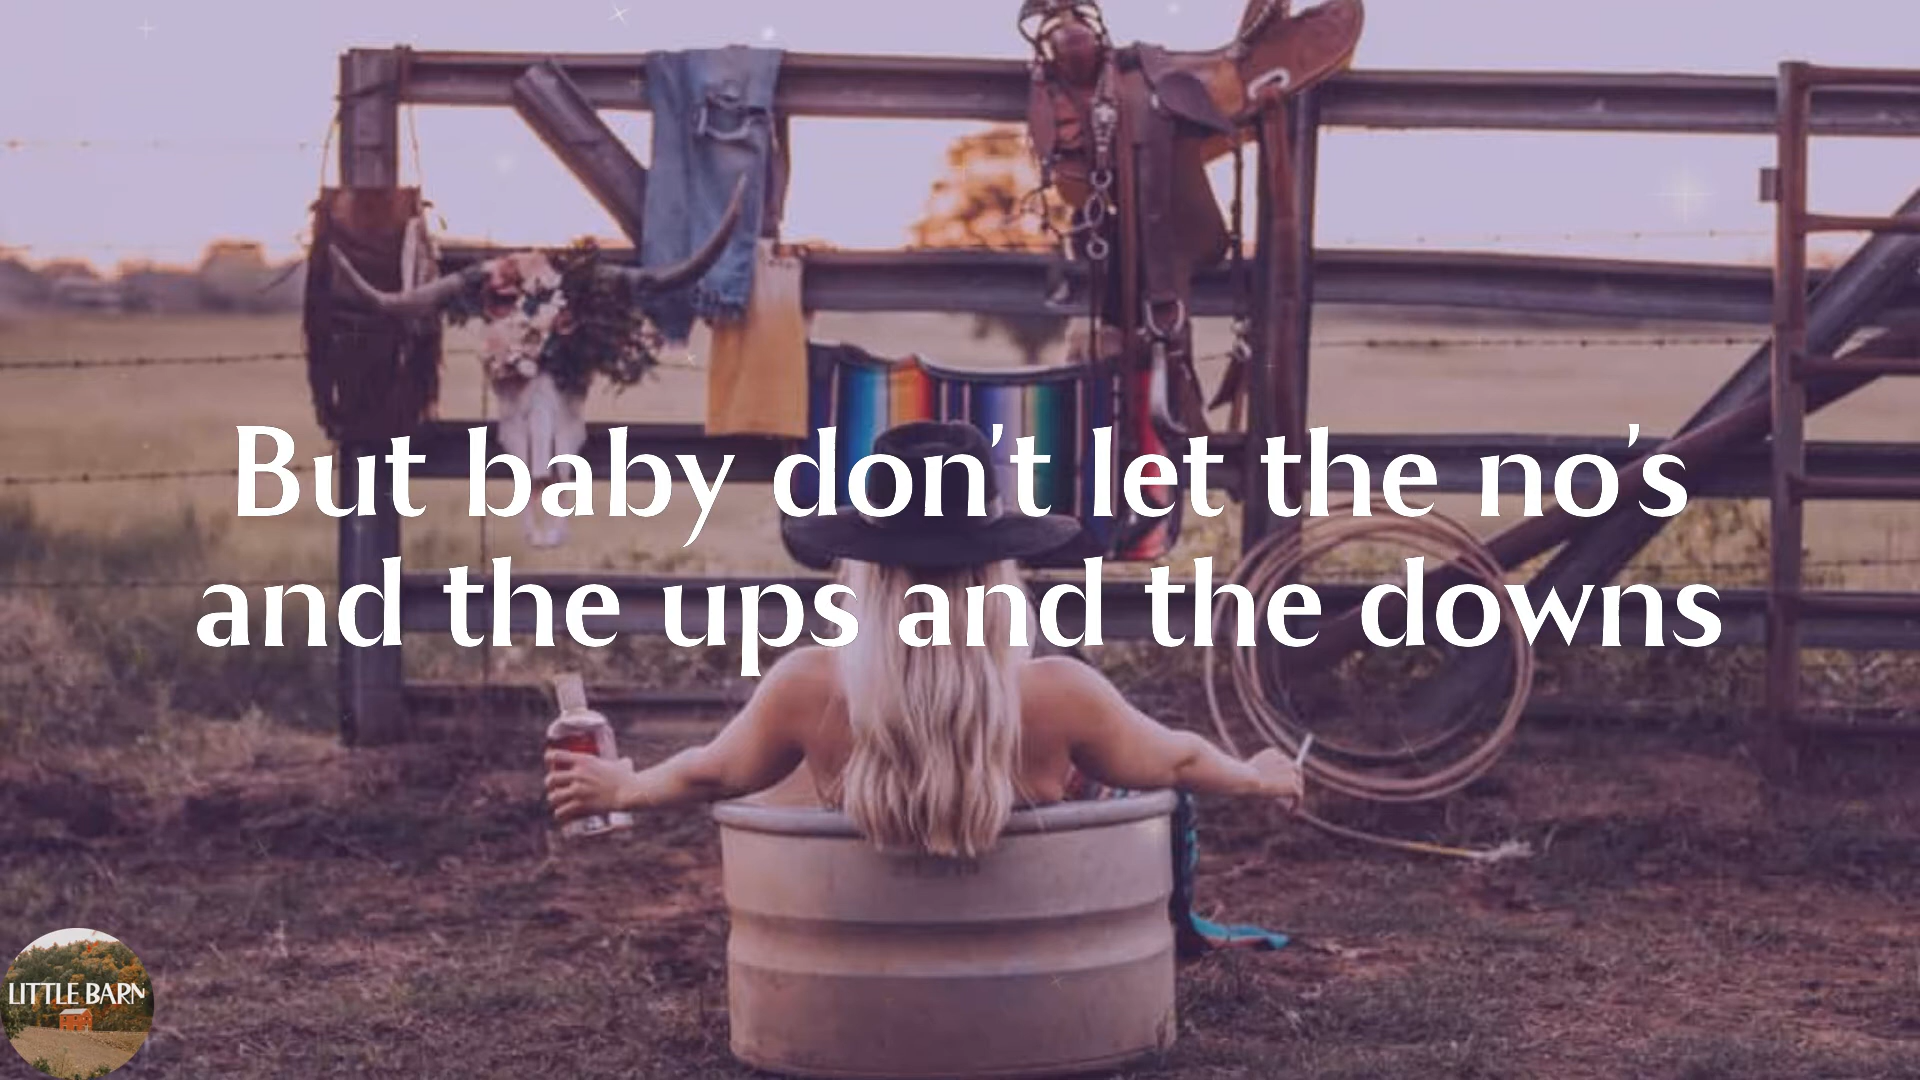 But baby don't let the no's
and the ups and the downs
LITTLE BARN